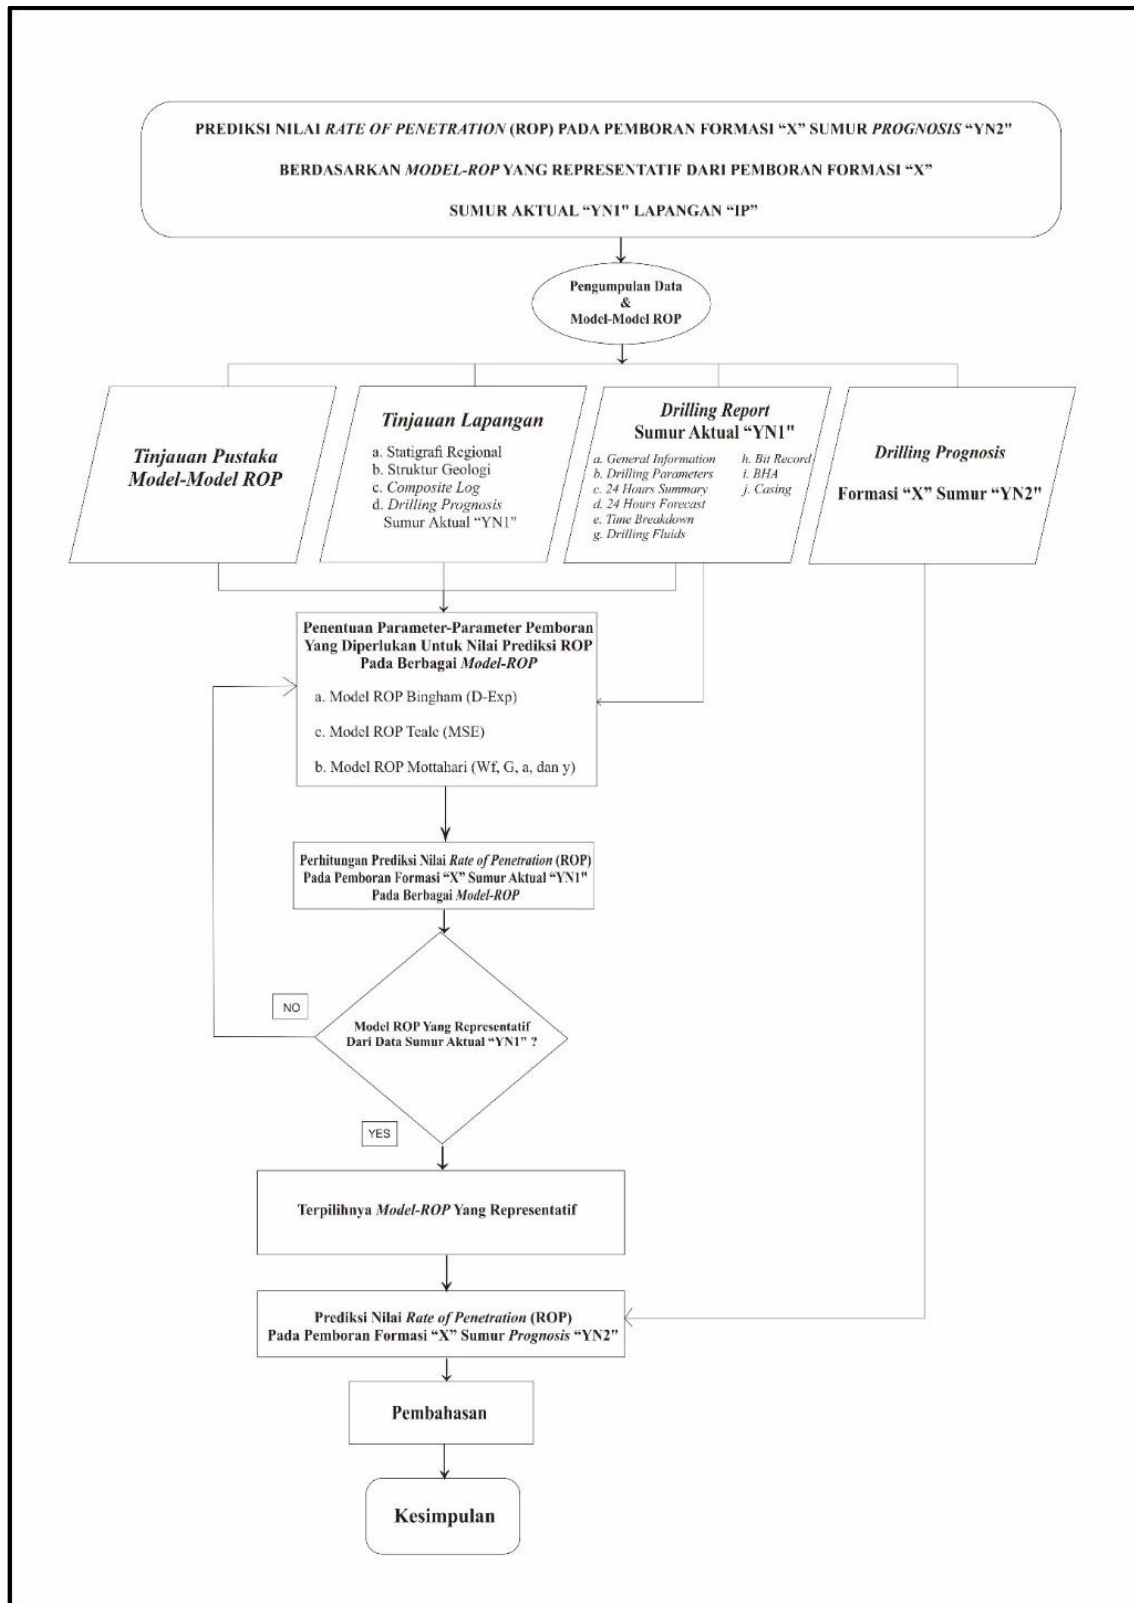 PREDIKSI NILAI RATE OF PENETRATION (ROP) PADA PEMBORAN FORMASI “X” SUMUR PROGNOSIS “YN2"
BERDASARKAN MODEL-ROP YANG REPRESENTATIF DARI PEMBORAN FORMASI “X”
SUMUR AKTUAL “YN1" LAPANGAN “IP”
Pengumpulan Data
&
Model-Model ROP
Tinjauan Pustaka
Model-Model ROP
Tinjauan Lapangan
a. Statigrafi Regional
b. Struktur Geologi
c. Composite Log
d. Drilling Prognosis
Sumur Aktual “YN1"
Drilling Report
Sumur Aktual “YN1"
a. General Information
b. Drilling Parameters
c. 24 Hours Summary
d. 24 Hours Forecast
e. Time Breakdown
g. Drilling Fluids
h. Bit Record
i. BHA
j. Casing
Drilling Prognosis
Formasi “X” Sumur “YN2"
Penentuan Parameter-Parameter Pemboran
Yang Diperlukan Untuk Nilai Prediksi ROP
Pada Berbagai Model-ROP
a. Model ROP Bingham (D-Exp)
c. Model ROP Teale (MSE)
b. Model ROP Mottahari (Wf, G, a, dan y)
Perhitungan Prediksi Nilai Rate of Penetration (ROP)
Pada Pemboran Formasi “X” Sumur Aktual “YN1"
Pada Berbagai Model-ROP
NO
Model ROP Yang Representatif
Dari Data Sumur Aktual “YN1" ?
YES
Terpilihnya Model-ROP Yang Representatif
Prediksi Nilai Rate of Penetration (ROP)
Pada Pemboran Formasi “X” Sumur Prognosis “YN2"
Pembahasan
Kesimpulan